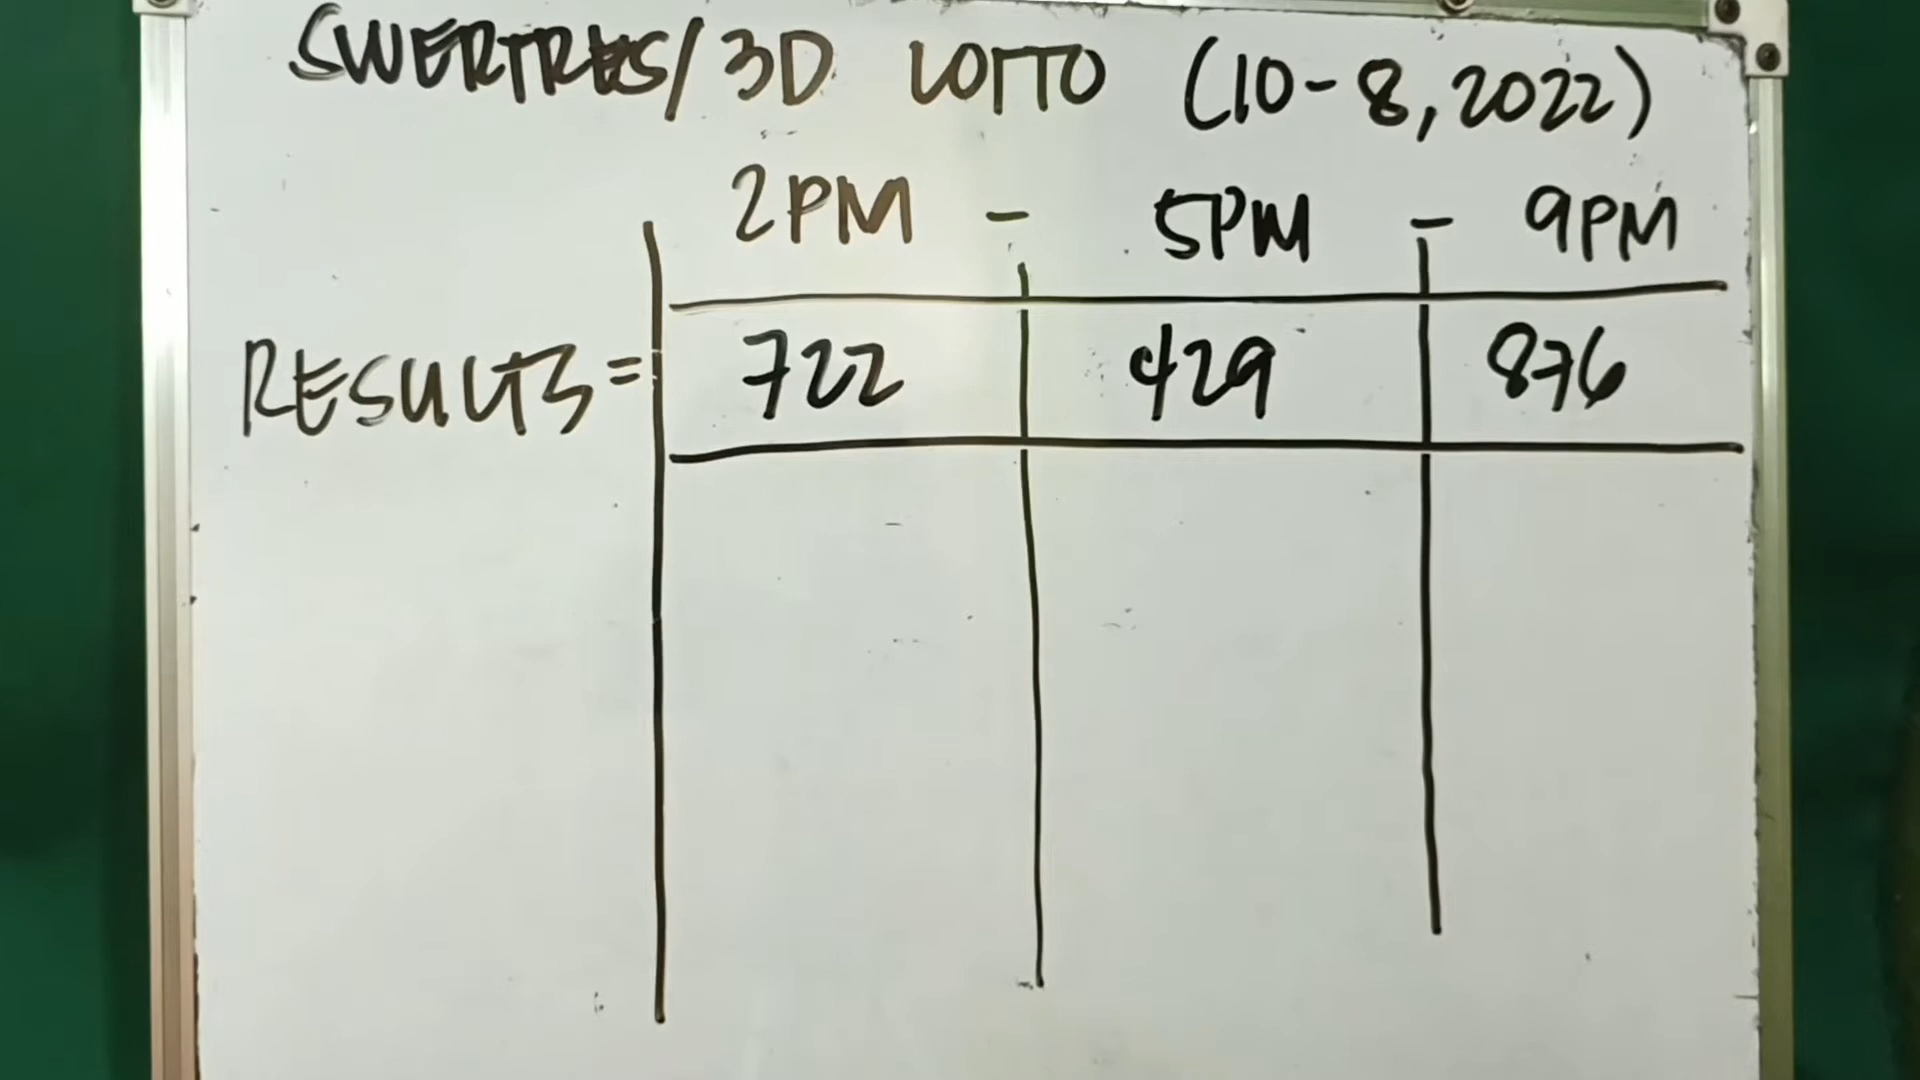 SWERTRES/3D LOTTO (10-8,2022)
2PM - 5PM - 9PM
RESULTS= 722 429 876